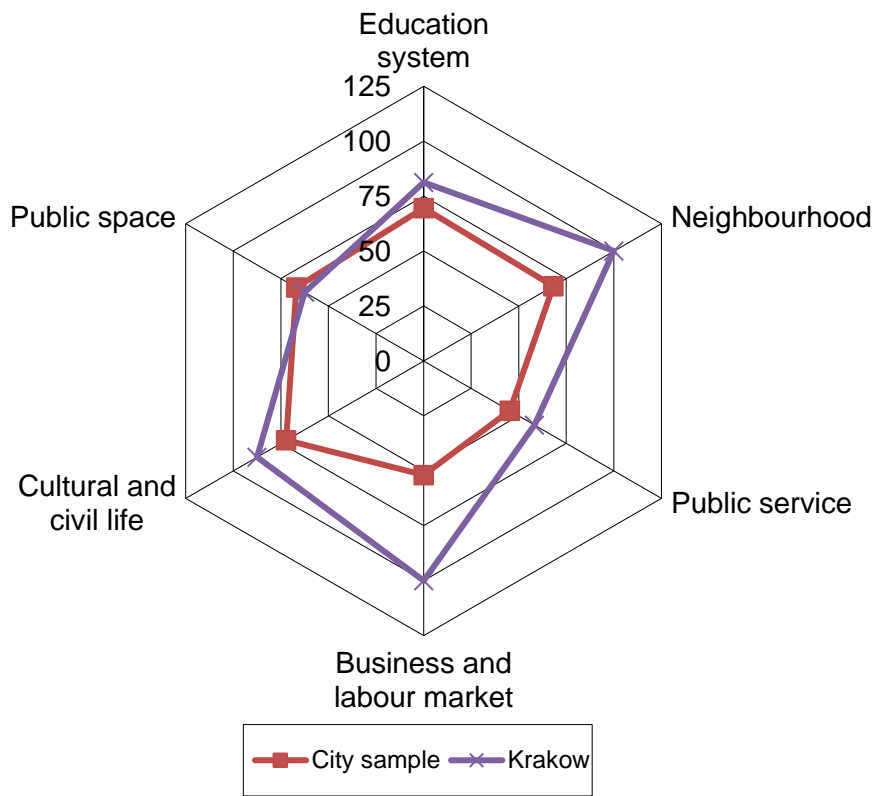 Education
system
125
100
75
50
25
0
Public space
Neighbourhood
Cultural and
civil life
Public service
Business and
labour market
City sample
Krakow